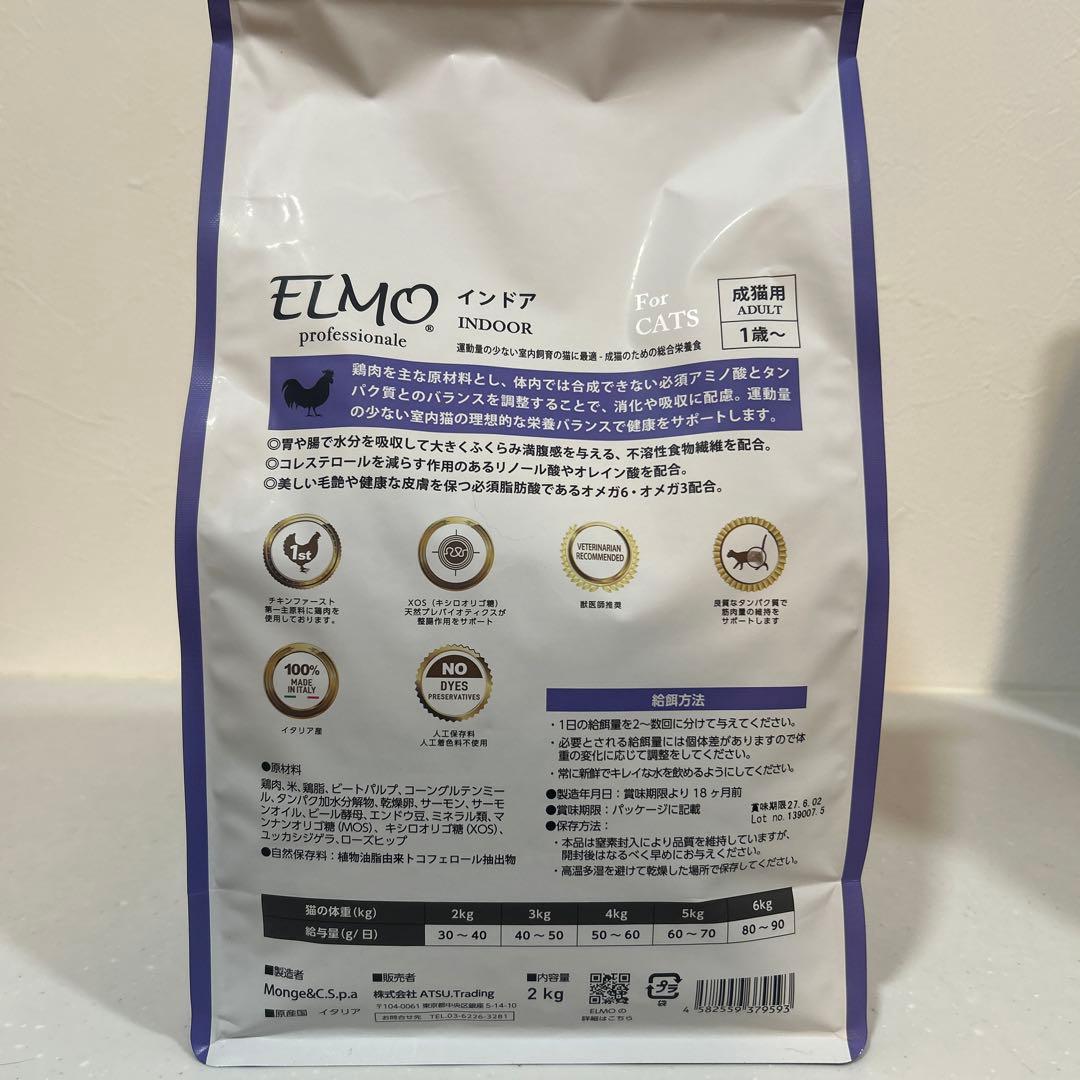 ELMO®
professionale
インドア
INDOOR
For
CATS
成猫用
ADULT
1歳〜
運動量の少ない室内飼育の猫に最適 - 成猫のための総合栄養食
鶏肉を主な原材料とし、体内では合成できない必須アミノ酸とタン
パク質とのバランスを調整することで、消化や吸収に配慮。運動量
の少ない室内猫の理想的な栄養バランスで健康をサポートします。
◎胃や腸で水分を吸収して大きくふくらみ満腹感を与える、不溶性食物繊維を配合。
◎コレステロールを減らす作用のあるリノール酸やオレイン酸を配合。
◎美しい毛艶や健康な皮膚を保つ必須脂肪酸であるオメガ6・オメガ3配合。
1st
チキンファースト
第一主原料に鶏肉を
使用しております。
XOS（キシロオリゴ糖）
天然プレバイオティクスが
整腸作用をサポート
VETERINARIAN
RECOMMENDED
獣医師推奨
良質なタンパク質で
筋肉量の維持を
サポートします
100%
MADE
IN ITALY
イタリア産
NO
DYES
PRESERVATIVES
人工保存料
人工着色料不使用
●原材料
鶏肉、米、鶏脂、ビートパルプ、コーングルテンミー
ル、タンパク加水分解物、乾燥卵、サーモン、サーモ
ンオイル、ビール酵母、エンドウ豆、ミネラル類、マ
ンナンオリゴ糖（MOS）、キシロオリゴ糖（XOS）、
ユッカシジゲラ、ローズヒップ
●自然保存料：植物油脂由来トコフェロール抽出物
給餌方法
・1日の給餌量を2〜数回に分けて与えてください。
・必要とされる給餌量には個体差がありますので体
重の変化に応じて調整をしてください。
・常に新鮮でキレイな水を飲めるようにしてください。
●製造年月日：賞味期限より18ヶ月前
●賞味期限：パッケージに記載
賞味期限27.6.02
Lot no.139007.5
●保存方法：
・本品は窒素封入により品質を維持していますが、
開封後はなるべく早めにお与えください。
・高温多湿を避けて乾燥した場所で保存してください。
猫の体重(kg) 2kg 3kg 4kg 5kg 6kg
給与量(g/日) 30〜40 40〜50 50〜60 60〜70 80〜90
■製造者
Monge&C.S.p.a
■原産国 イタリア
■販売者
株式会社 ATSU.Trading
〒104-0061 東京都中央区銀座 5-14-10
お問合せ先 TEL.03-6226-3281
■内容量
2 kg
ELMO の
詳細はこちら
プラ
袋
4 582559 379593